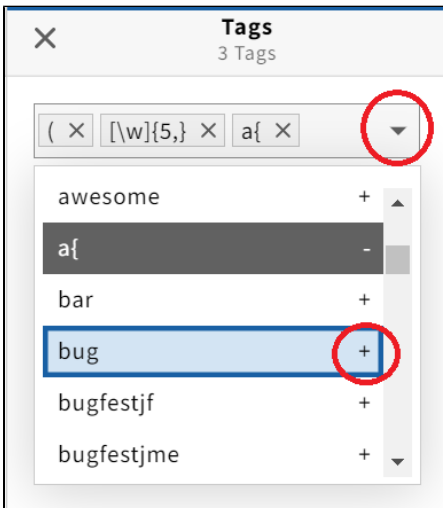 Tags
3 Tags
( × [\w]{5,} × a{ ×
awesome +
a{ -
bar +
bug +
bugfestjf +
bugfestjme +